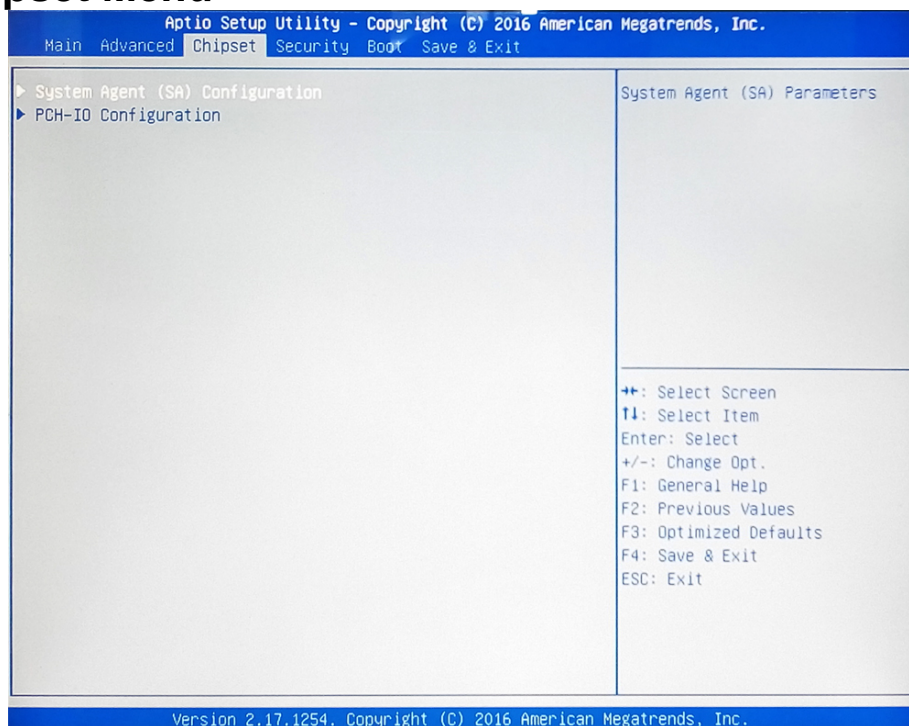 Aptio Setup Utility - Copyright (C) 2016 American Megatrends, Inc.
Main Advanced Chipset Security Boot Save & Exit
System Agent (SA) Configuration
PCH-IO Configuration
System Agent (SA) Parameters
→←: Select Screen
↑↓: Select Item
Enter: Select
+/-: Change Opt.
F1: General Help
F2: Previous Values
F3: Optimized Defaults
F4: Save & Exit
ESC: Exit
Version 2.17.1254. Copyright (C) 2016 American Megatrends, Inc.